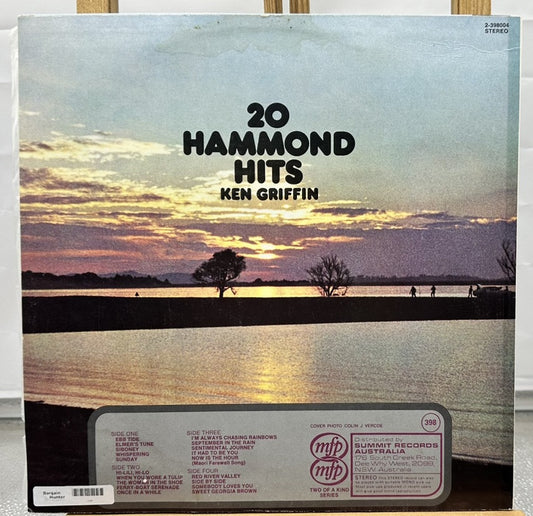 2-398004
STEREO
20
HAMMOND
HITS
KEN GRIFFIN
SIDE ONE
EBB TIDE
ELMER'S TUNE
SIBONEY
WHISPERING
SUNDAY
SIDE TWO
HI-LILI, HI-LO
WHEN YOU WORE A TULIP
THE WOMAN IN THE SHOE
FERRY-BOAT SERENADE
ONCE IN A WHILE
SIDE THREE
I'M ALWAYS CHASING RAINBOWS
SEPTEMBER IN THE RAIN
SENTIMENTAL JOURNEY
IT HAD TO BE YOU
NOW IS THE HOUR
(Maori Farewell Song)
SIDE FOUR
RED RIVER VALLEY
SIDE BY SIDE
SOMEBODY LOVES YOU
SWEET GEORGIA BROWN
COVER PHOTO COLIN J VERCOE
398
mfp
mfp
TWO OF A KIND
SERIES
Distributed by
SUMMIT RECORDS
AUSTRALIA
176 South Creek Road,
Dee Why West, 2099,
NSW. Australia
STEREO
Bargain
Hunter